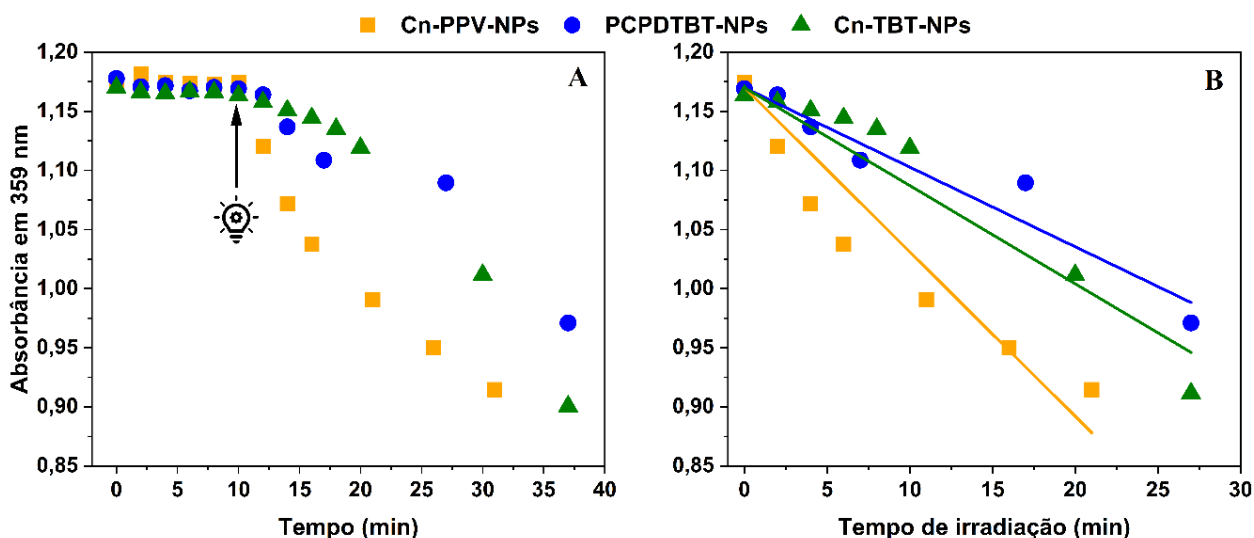 Cn-PPV-NPs PCPDTBT-NPs Cn-TBT-NPs
A
B
Absorbância em 359 nm
1,20
1,15
1,10
1,05
1,00
0,95
0,90
0,85
0 5 10 15 20 25 30 35 40
Tempo (min)
1,20
1,15
1,10
1,05
1,00
0,95
0,90
0,85
0 5 10 15 20 25 30
Tempo de irradiação (min)